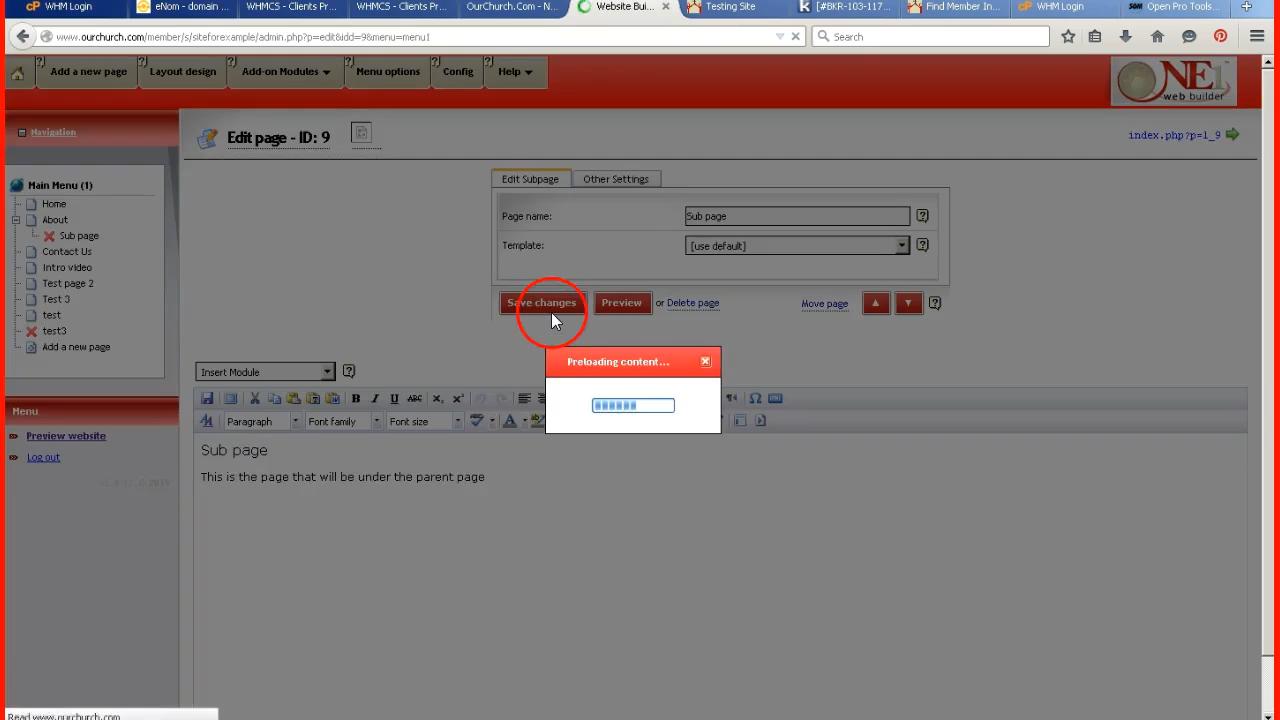 WHM Login
eNom - domain ...
WHMCS - Clients Pr...
WHMCS - Clients Pr...
OurChurch.Com - N...
Website Bui...
Testing Site
[#BKR-103-117...
Find Member In...
WHM Login
Open Pro Tools...
www.ourchurch.com/member/s/siteforexample/admin.php?p=edit&idd=9&menu=menu1
Search
Add a new page
Layout design
Add-on Modules
Menu options
Config
Help
ONE1
web builder
Navigation
Edit page - ID: 9
index.php?p=1_9
Main Menu (1)
Home
About
Sub page
Contact Us
Intro video
Test page 2
Test 3
test
test3
Add a new page
Edit Subpage
Other Settings
Page name:
Sub page
Template:
[use default]
Save changes
Preview
or Delete page
Move page
Preloading content...
Insert Module
Menu
Preview website
Log out
Paragraph
Font family
Font size
Sub page
This is the page that will be under the parent page
Read www.ourchurch.com